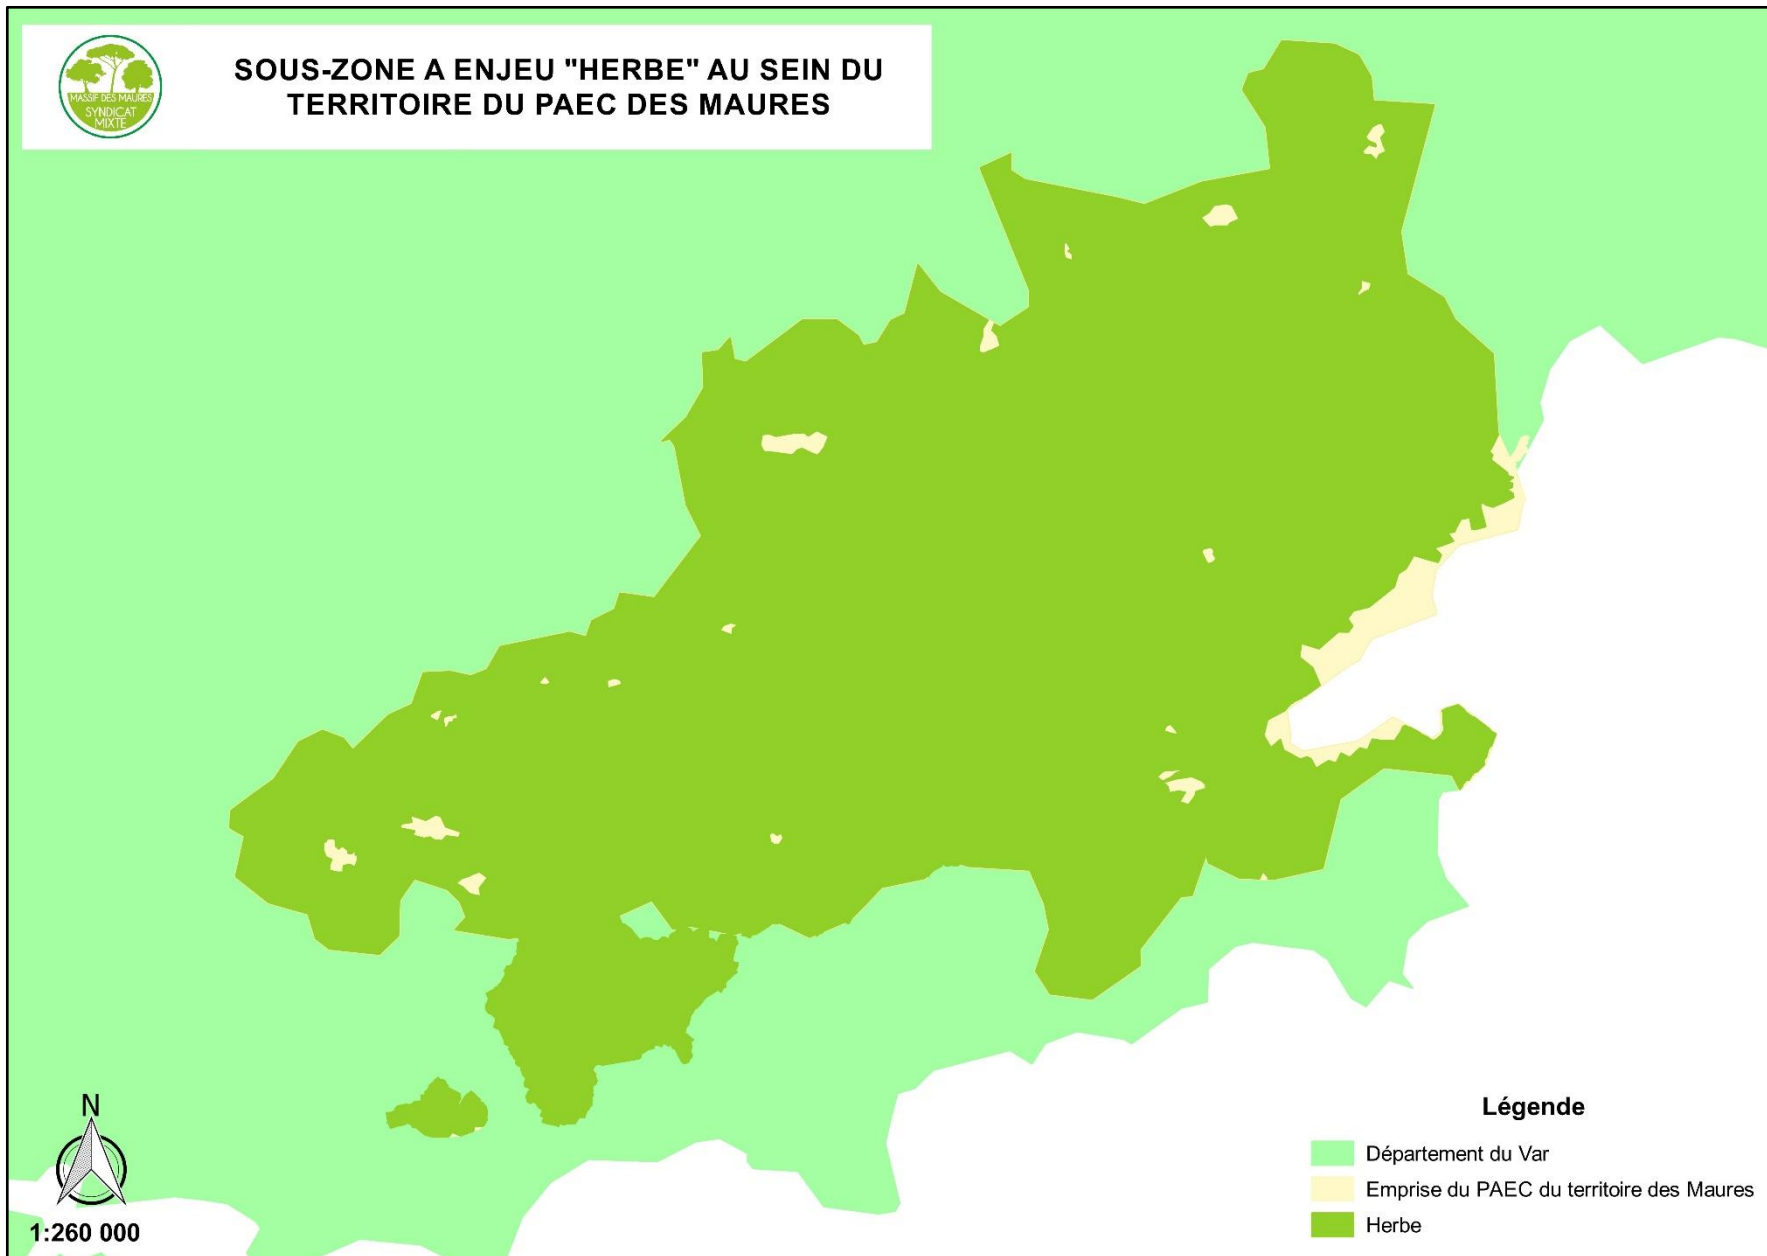 MASSIF DES MAURES
SYNDICAT
MIXTE
SOUS-ZONE A ENJEU "HERBE" AU SEIN DU
TERRITOIRE DU PAEC DES MAURES
N
1:260 000
Légende
Département du Var
Emprise du PAEC du territoire des Maures
Herbe